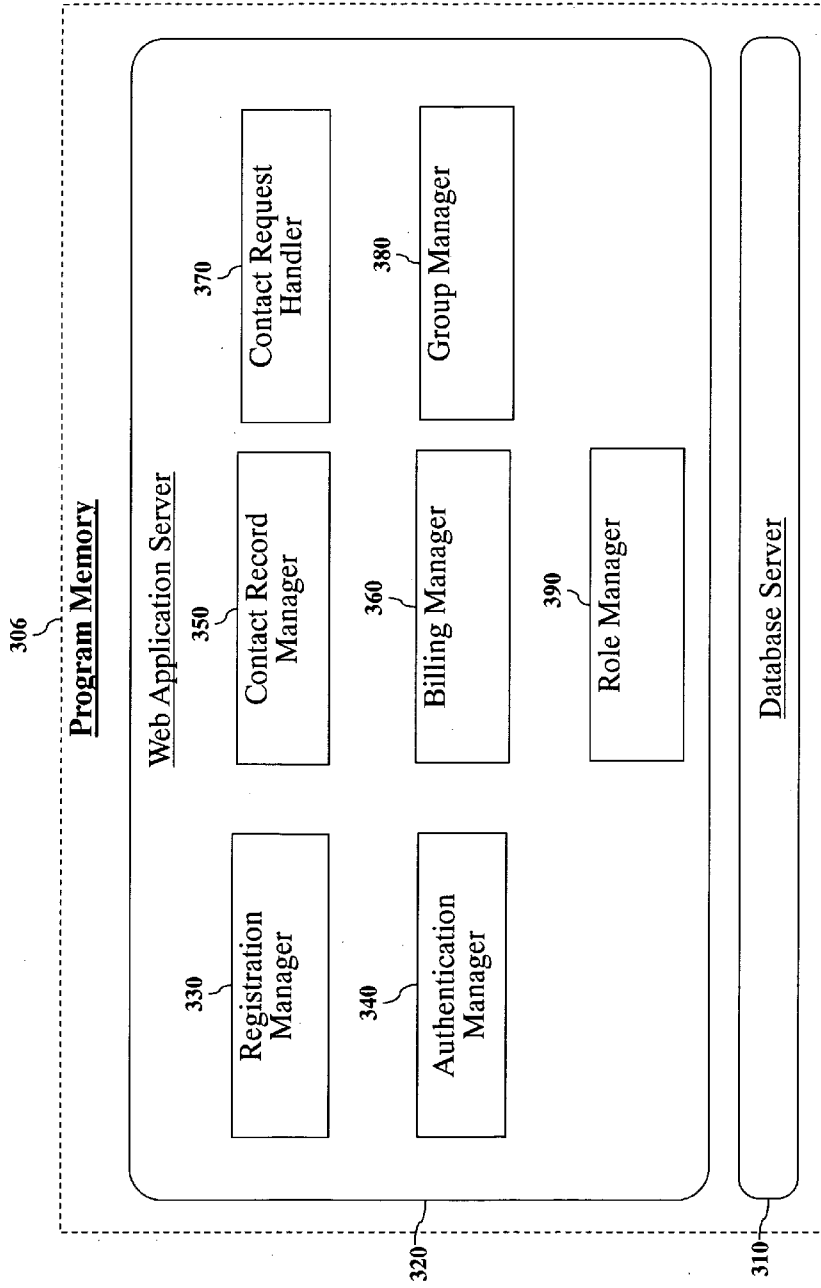 306
Program Memory
Web Application Server
330
Registration
Manager
350
Contact Record
Manager
370
Contact Request
Handler
340
Authentication
Manager
360
Billing Manager
380
Group Manager
390
Role Manager
320
Database Server
310